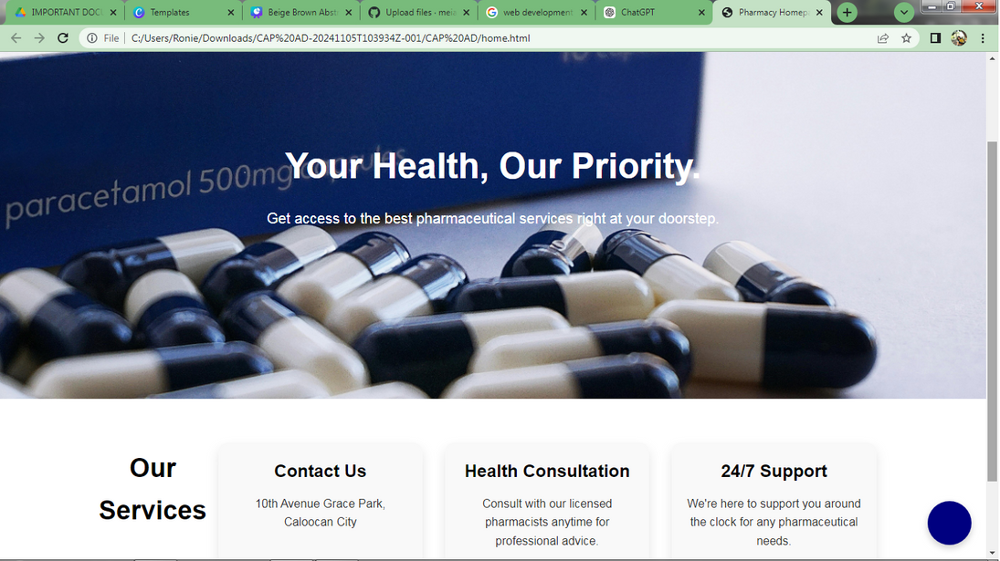 IMPORTANT DOC
Templates
Beige Brown Abst
Upload files · meia
web development
ChatGPT
Pharmacy Homep
File
C:/Users/Ronie/Downloads/CAP%20AD-20241105T103934Z-001/CAP%20AD/home.html
paracetamol 500mg capsules
Your Health, Our Priority.
Get access to the best pharmaceutical services right at your doorstep.
Our
Services
Contact Us
10th Avenue Grace Park,
Caloocan City
Health Consultation
Consult with our licensed
pharmacists anytime for
professional advice.
24/7 Support
We're here to support you around
the clock for any pharmaceutical
needs.